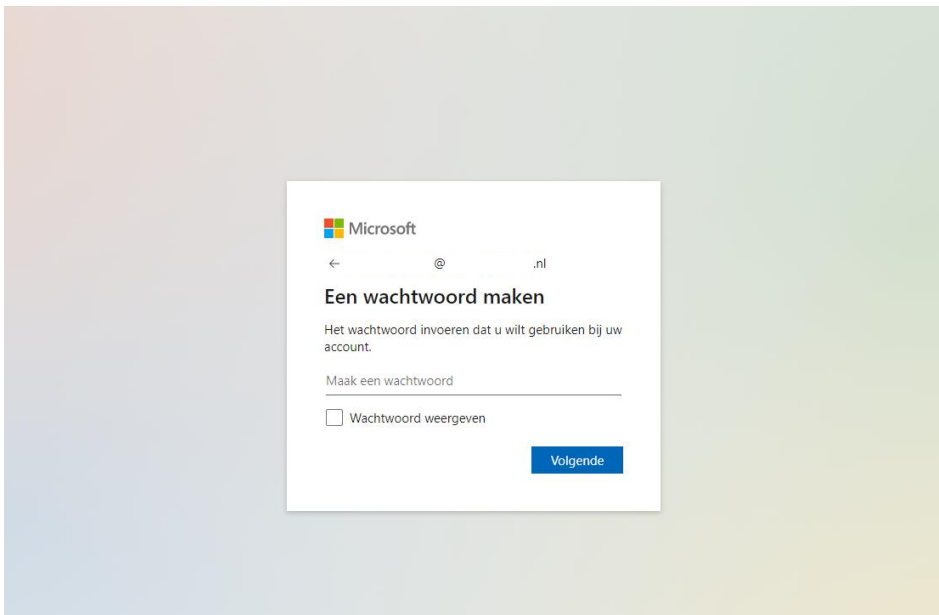 Microsoft
← @ .nl
Een wachtwoord maken
Het wachtwoord invoeren dat u wilt gebruiken bij uw
account.
Maak een wachtwoord
Wachtwoord weergeven
Volgende